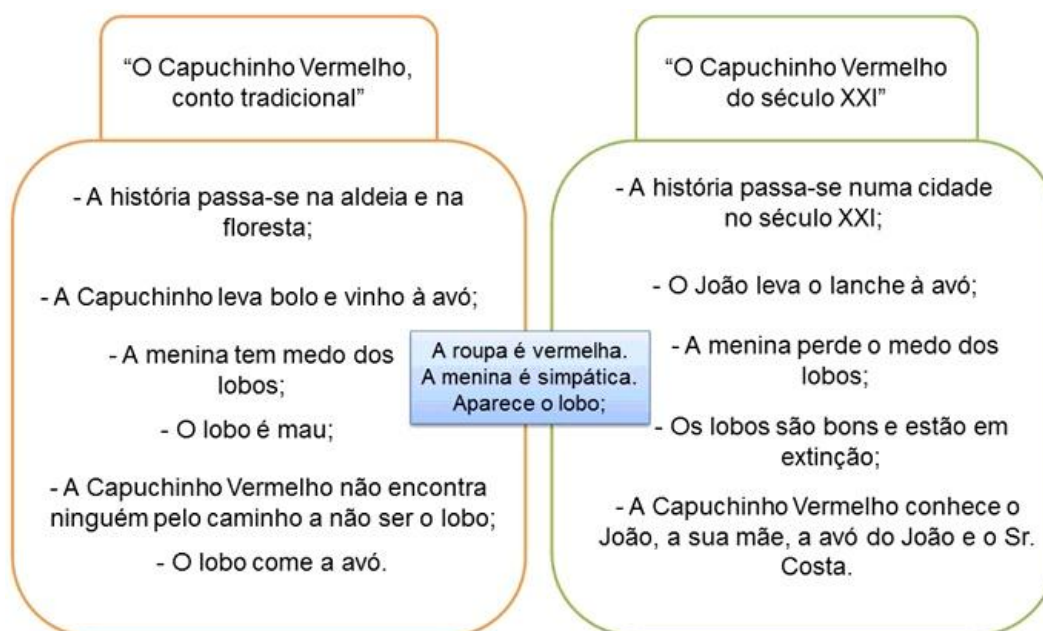 “O Capuchinho Vermelho,
conto tradicional”
- A história passa-se na aldeia e na
floresta;
- A Capuchinho leva bolo e vinho à avó;
- A menina tem medo dos
lobos;
- O lobo é mau;
- A Capuchinho Vermelho não encontra
ninguém pelo caminho a não ser o lobo;
- O lobo come a avó.
A roupa é vermelha.
A menina é simpática.
Aparece o lobo;
“O Capuchinho Vermelho
do século XXI”
- A história passa-se numa cidade
no século XXI;
- O João leva o lanche à avó;
- A menina perde o medo dos
lobos;
- Os lobos são bons e estão em
extinção;
- A Capuchinho Vermelho conhece o
João, a sua mãe, a avó do João e o Sr.
Costa.